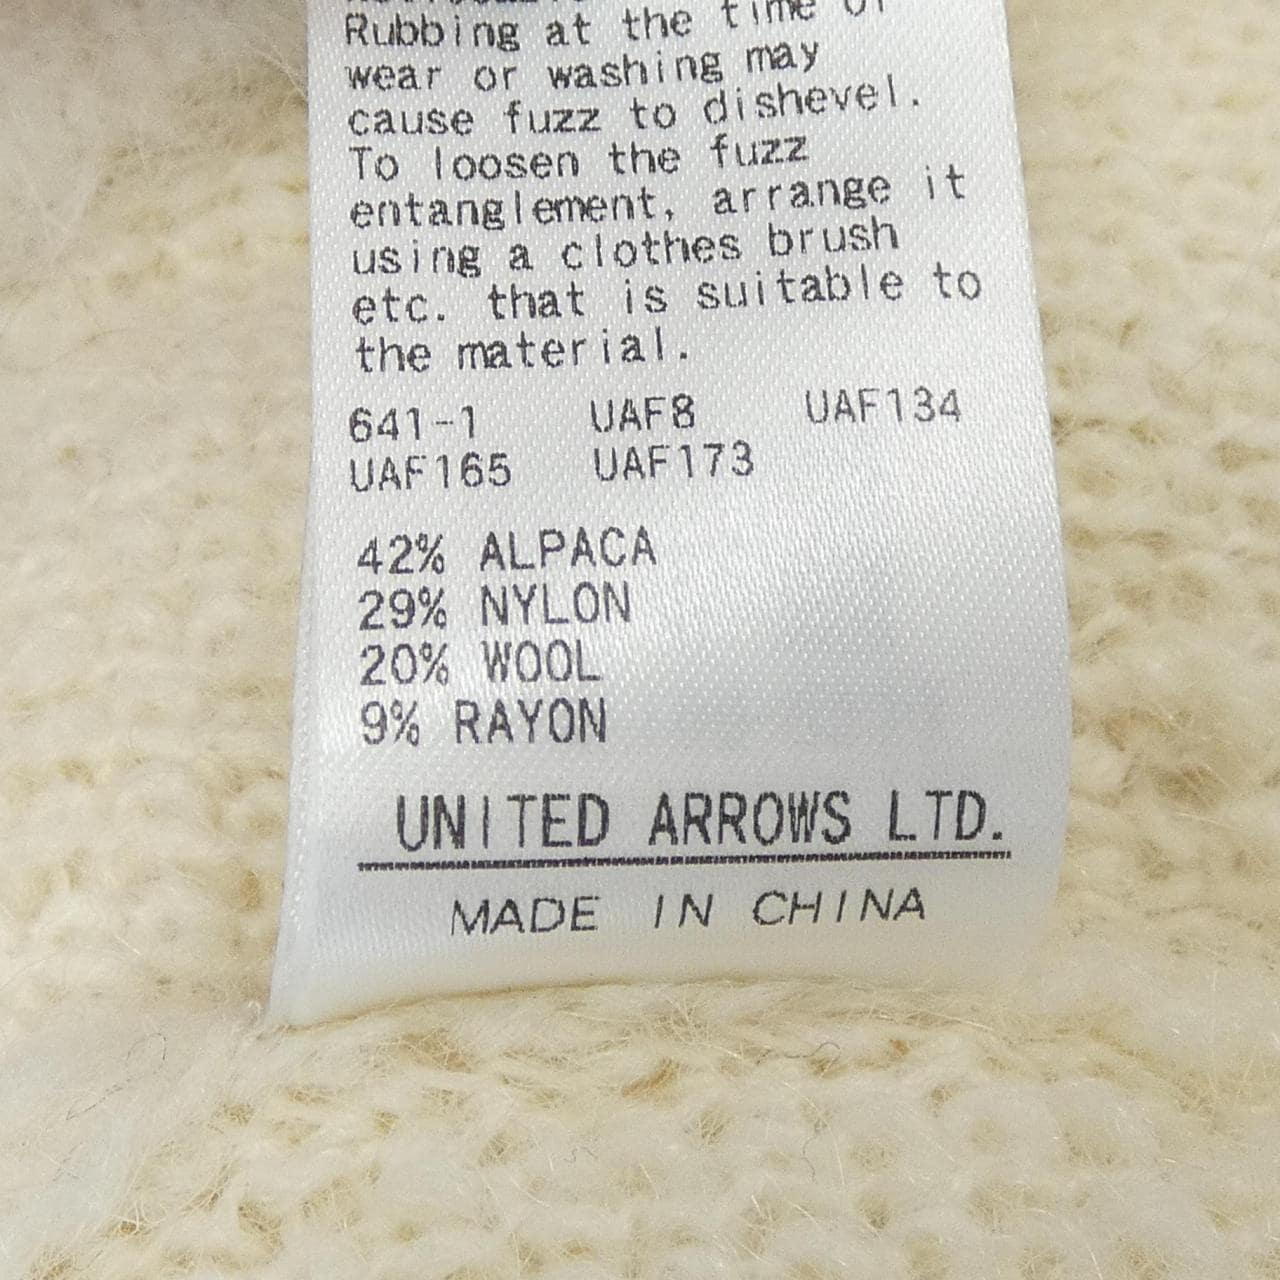 Rubbing at the time of
wear or washing may
cause fuzz to dishevel.
To loosen the fuzz
entanglement, arrange it
using a clothes brush
etc. that is suitable to
the material.
641-1 UAF8 UAF134
UAF165 UAF173
42% ALPACA
29% NYLON
20% WOOL
9% RAYON
UNITED ARROWS LTD.
MADE IN CHINA